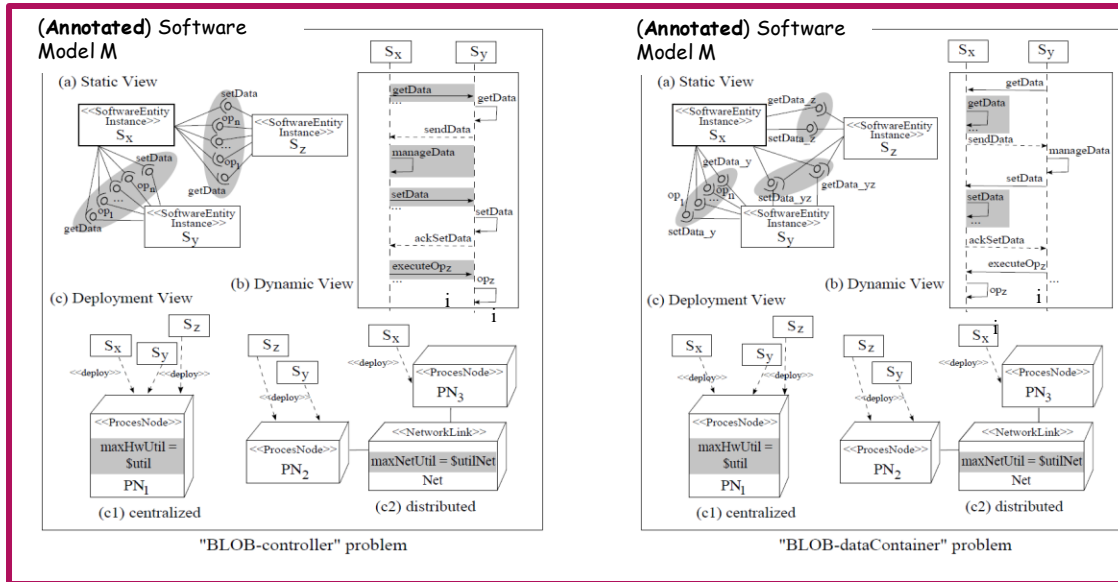 (Annotated) Software
Model M
(a) Static View
<<SoftwareEntity
Instance>>
Sx
setData
opn
...
op1
getData
<<SoftwareEntity
Instance>>
Sz
setData
opn
...
op1
getData
<<SoftwareEntity
Instance>>
Sy
Sx
Sy
getData
...
getData
sendData
manageData
setData
...
setData
ackSetData
executeOpz
...
opz
i
i
(b) Dynamic View
(c) Deployment View
Sx
Sy
Sz
<<deploy>>
<<deploy>>
<<ProcesNode>>
maxHwUtil =
$util
PN1
(c1) centralized
Sz
Sy
<<deploy>>
<<ProcesNode>>
PN2
Sx
<<deploy>>
<<ProcesNode>>
PN3
<<NetworkLink>>
maxNetUtil = $utilNet
Net
(c2) distributed
"BLOB-controller" problem
(Annotated) Software
Model M
(a) Static View
<<SoftwareEntity
Instance>>
Sx
getData_z
setData_z
<<SoftwareEntity
Instance>>
Sz
getData_y
op1
opn
...
setData_y
getData_yz
setData_yz
<<SoftwareEntity
Instance>>
Sy
Sx
Sy
getData
getData
...
sendData
manageData
setData
setData
...
ackSetData
executeOpz
...
opz
i
i
(b) Dynamic View
(c) Deployment View
Sx
Sy
Sz
<<deploy>>
<<deploy>>
<<ProcesNode>>
maxHwUtil =
$util
PN1
(c1) centralized
Sz
Sy
<<deploy>>
<<ProcesNode>>
PN2
Sx
<<deploy>>
<<ProcesNode>>
PN3
<<NetworkLink>>
maxNetUtil = $utilNet
Net
(c2) distributed
"BLOB-dataContainer" problem